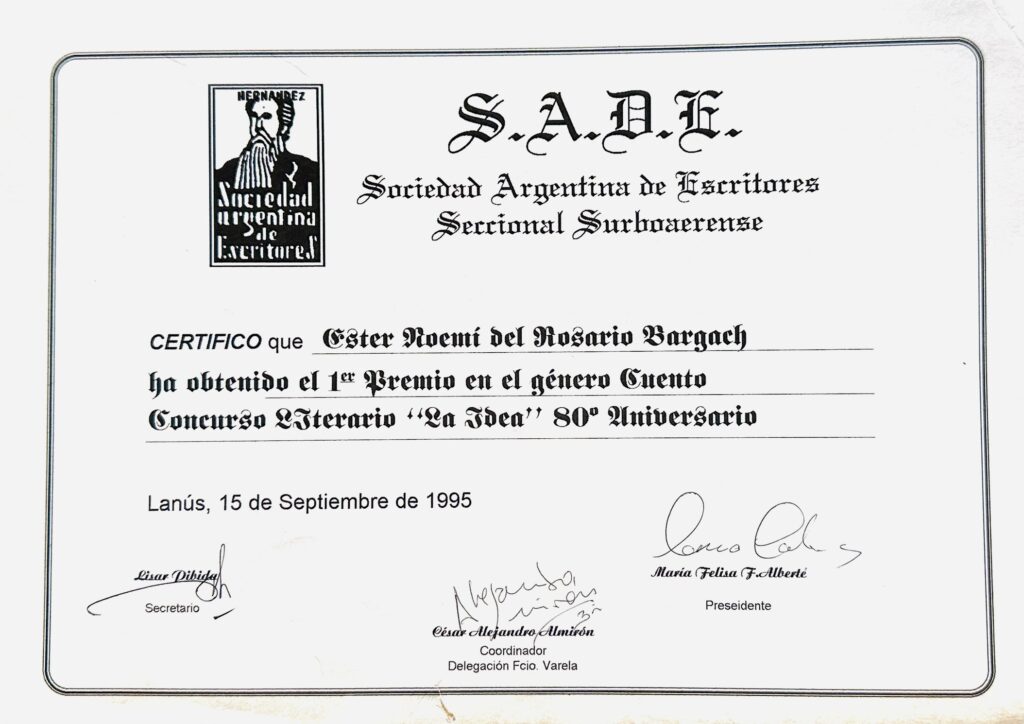 HERNANDEZ
Sociedad
argentina
de
Escritores
S.A.D.E.
Sociedad Argentina de Escritores
Seccional Surboaerense
CERTIFICO que Ester Noemí del Rosario Bargach
ha obtenido el 1er Premio en el género Cuento
Concurso LIterario “La Idea” 80º Aniversario
Lanús, 15 de Septiembre de 1995
Lisar Dibida
Secretario
Alejandro
César Alejandro Almirón
Coordinador
Delegación Fcio. Varela
María Felisa F.Alberté
Preseidente